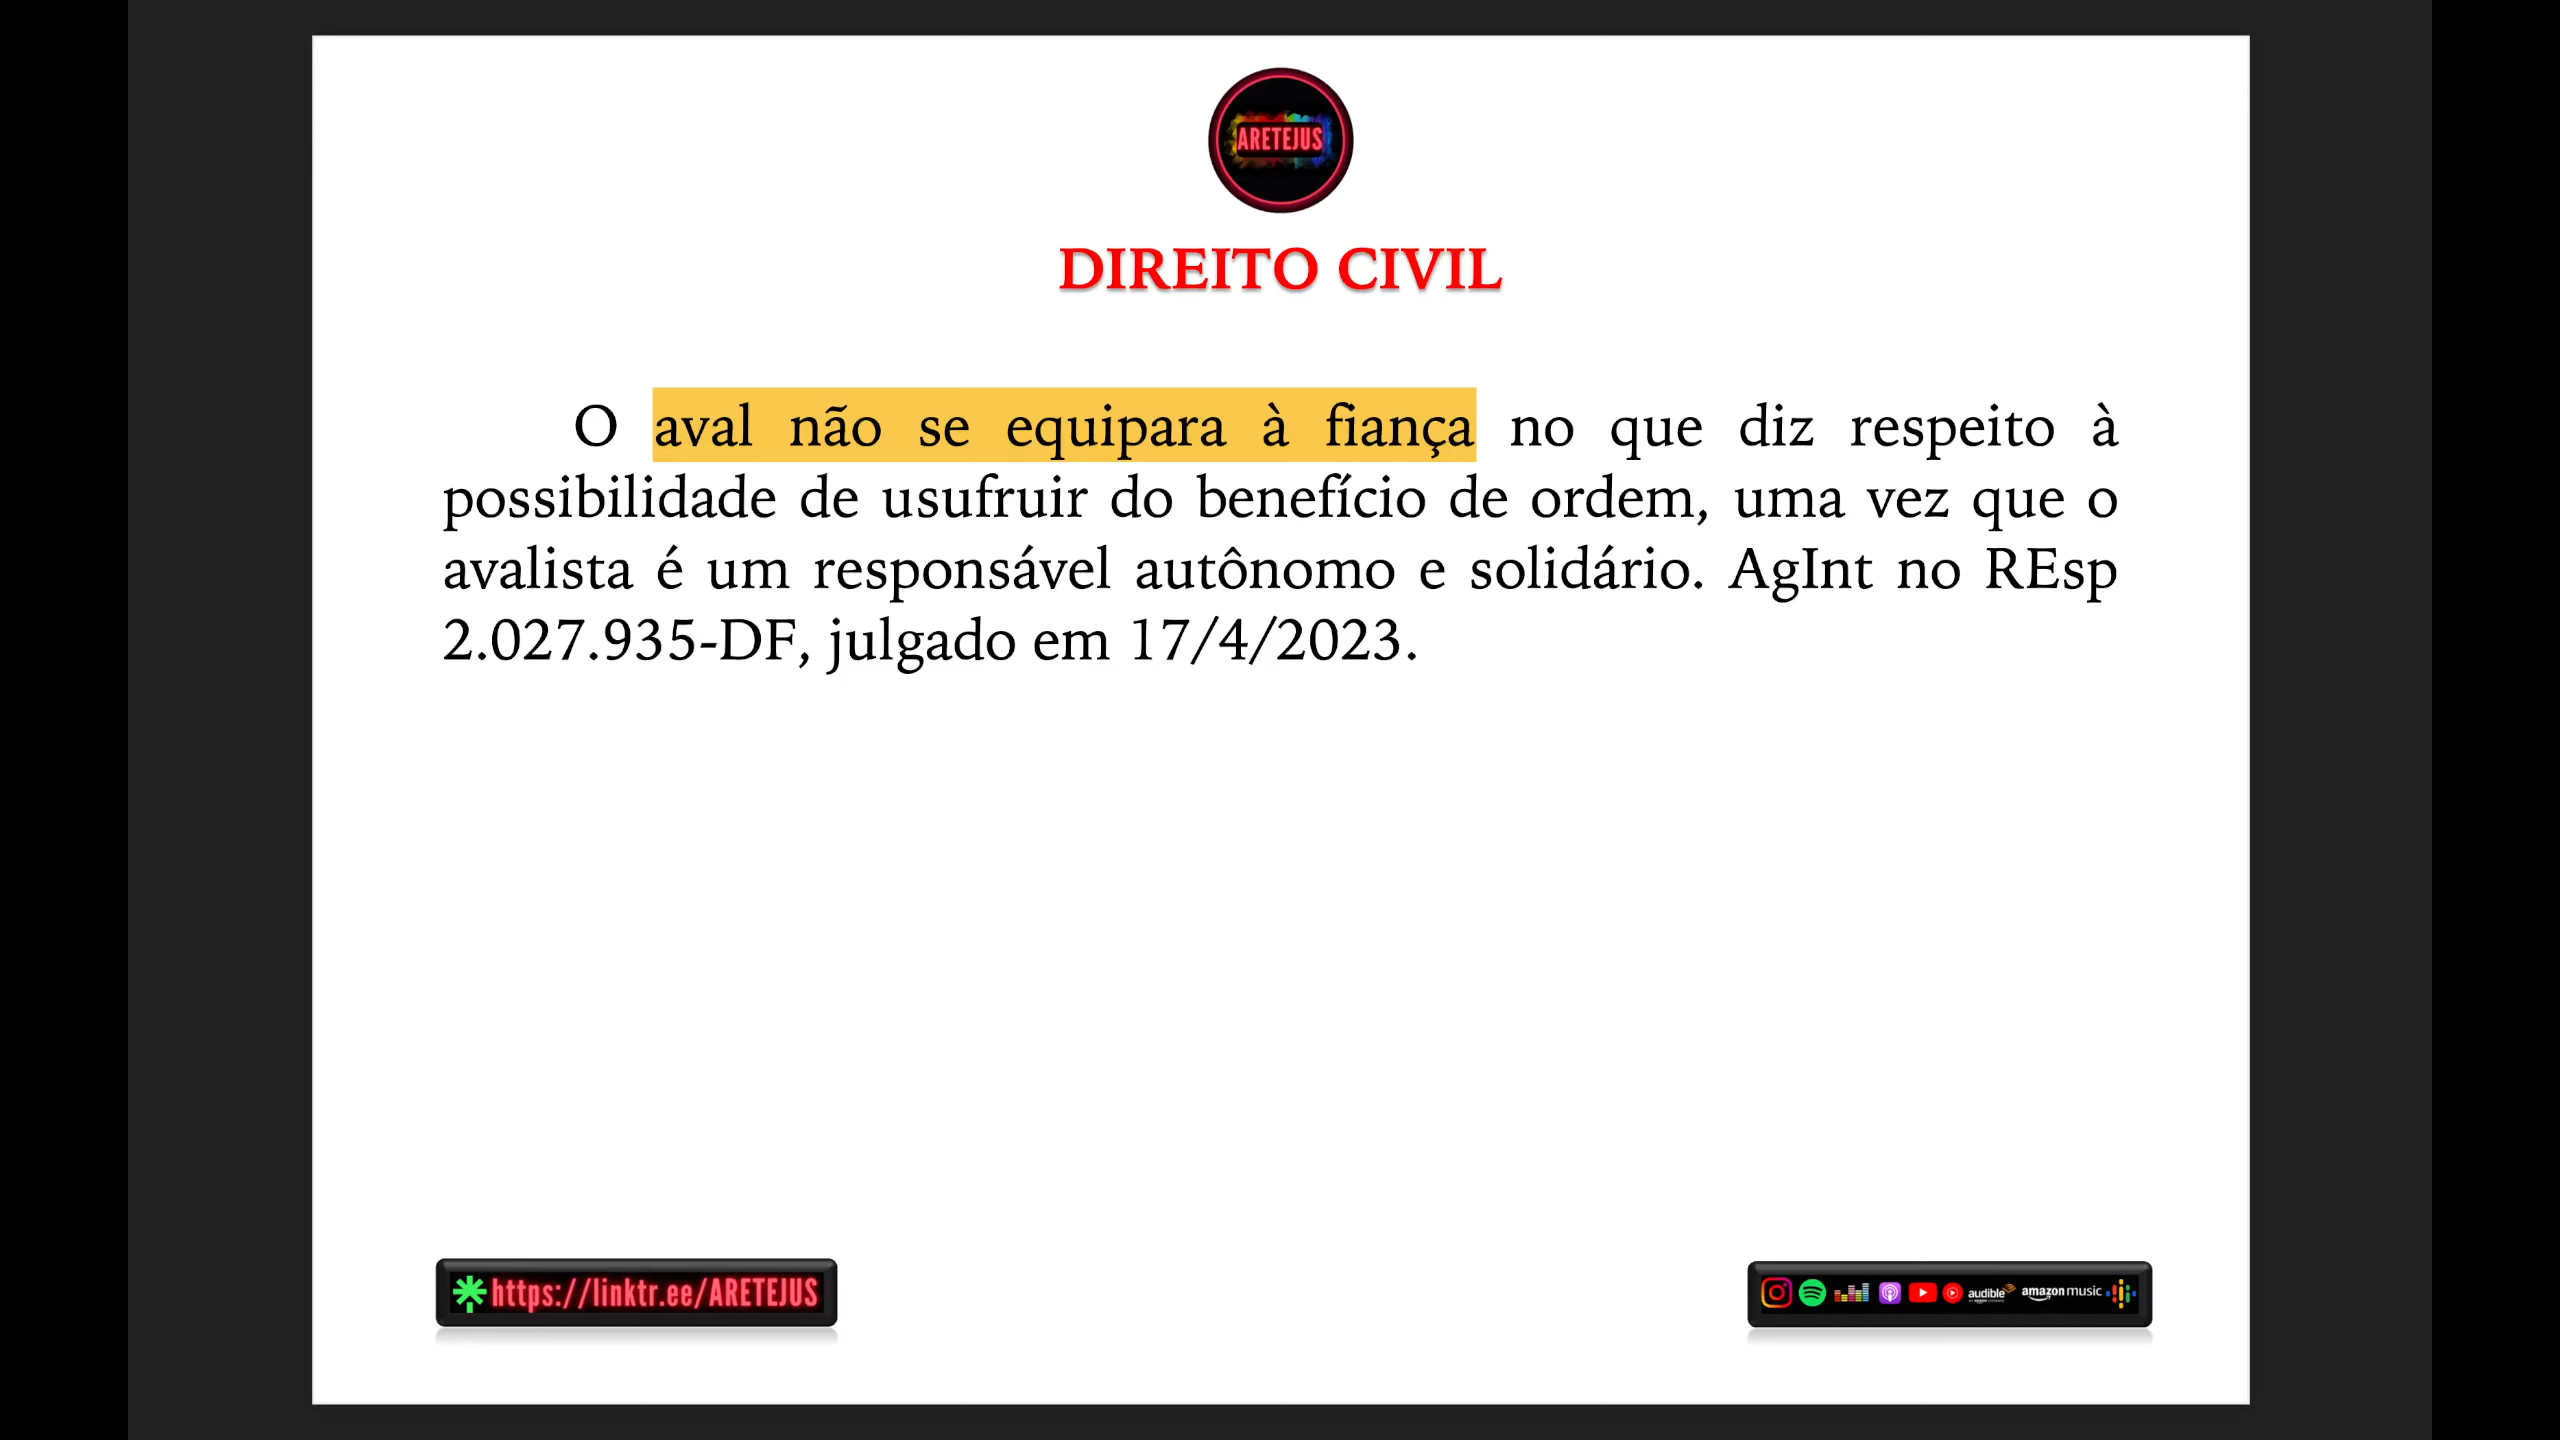 ARETEJUS
DIREITO CIVIL
O aval não se equipara à fiança no que diz respeito à
possibilidade de usufruir do benefício de ordem, uma vez que o
avalista é um responsável autônomo e solidário. AgInt no REsp
2.027.935-DF, julgado em 17/4/2023.
https://linktr.ee/ARETEJUS
audible amazon music